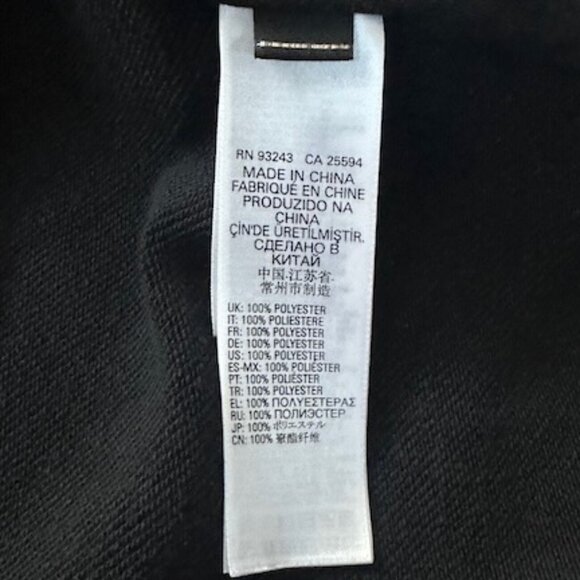 RN 93243 CA 25594
MADE IN CHINA
FABRIQUÉ EN CHINE
PRODUZIDO NA
CHINA
ÇİN'DE ÜRETİLMİŞTİR.
СДЕЛАНО В
КИТАЙ
中国.江苏省.
常州市制造
UK: 100% POLYESTER
IT: 100% POLIESTERE
FR: 100% POLYESTER
DE: 100% POLYESTER
US: 100% POLYESTER
ES-MX: 100% POLIÉSTER
PT: 100% POLIÉSTER
TR: 100% POLYESTER
EL: 100% ΠΟΛΥΕΣΤΕΡΑΣ
RU: 100% ПОЛИЭСТЕР
JP: 100% ポリエステル
CN: 100% 聚酯纤维